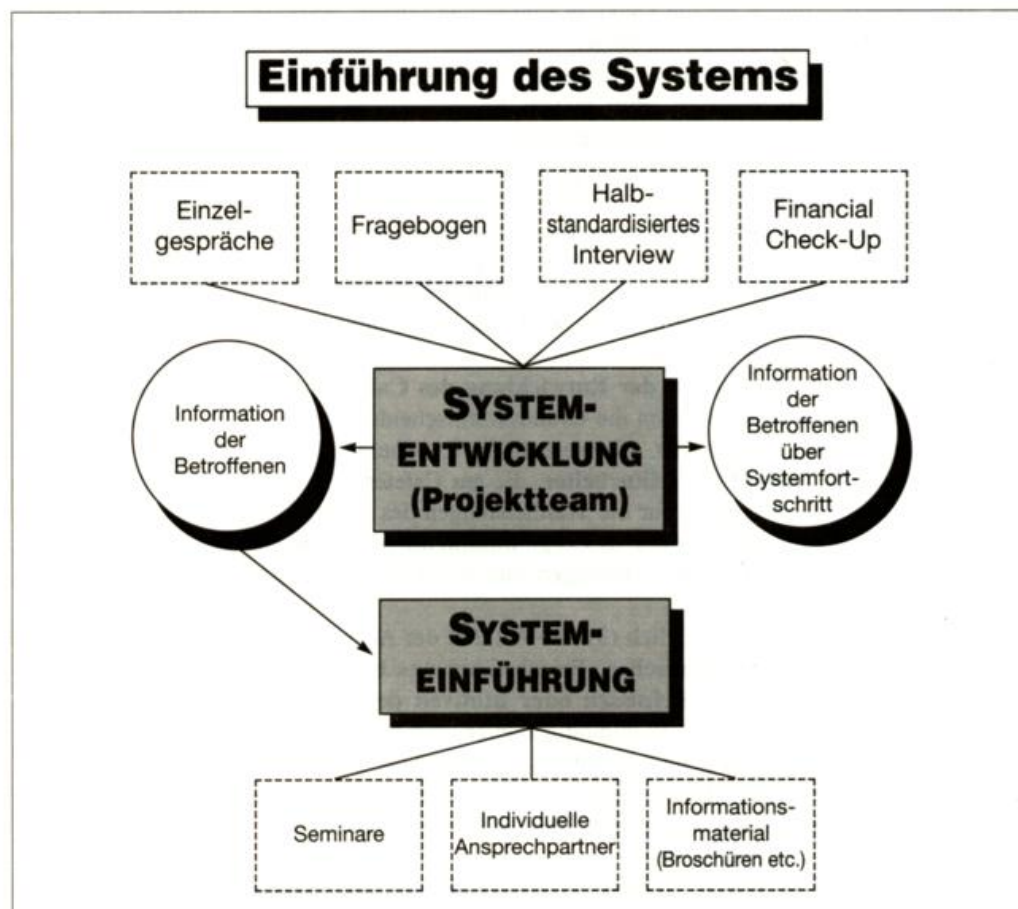 Einführung des Systems
Einzel-
gespräche
Fragebogen
Halb-
standardisiertes
Interview
Financial
Check-Up
Information
der
Betroffenen
SYSTEM-
ENTWICKLUNG
(Projektteam)
Information
der
Betroffenen
über
Systemfort-
schritt
SYSTEM-
EINFÜHRUNG
Seminare
Individuelle
Ansprechpartner
Informations-
material
(Broschüren etc.)